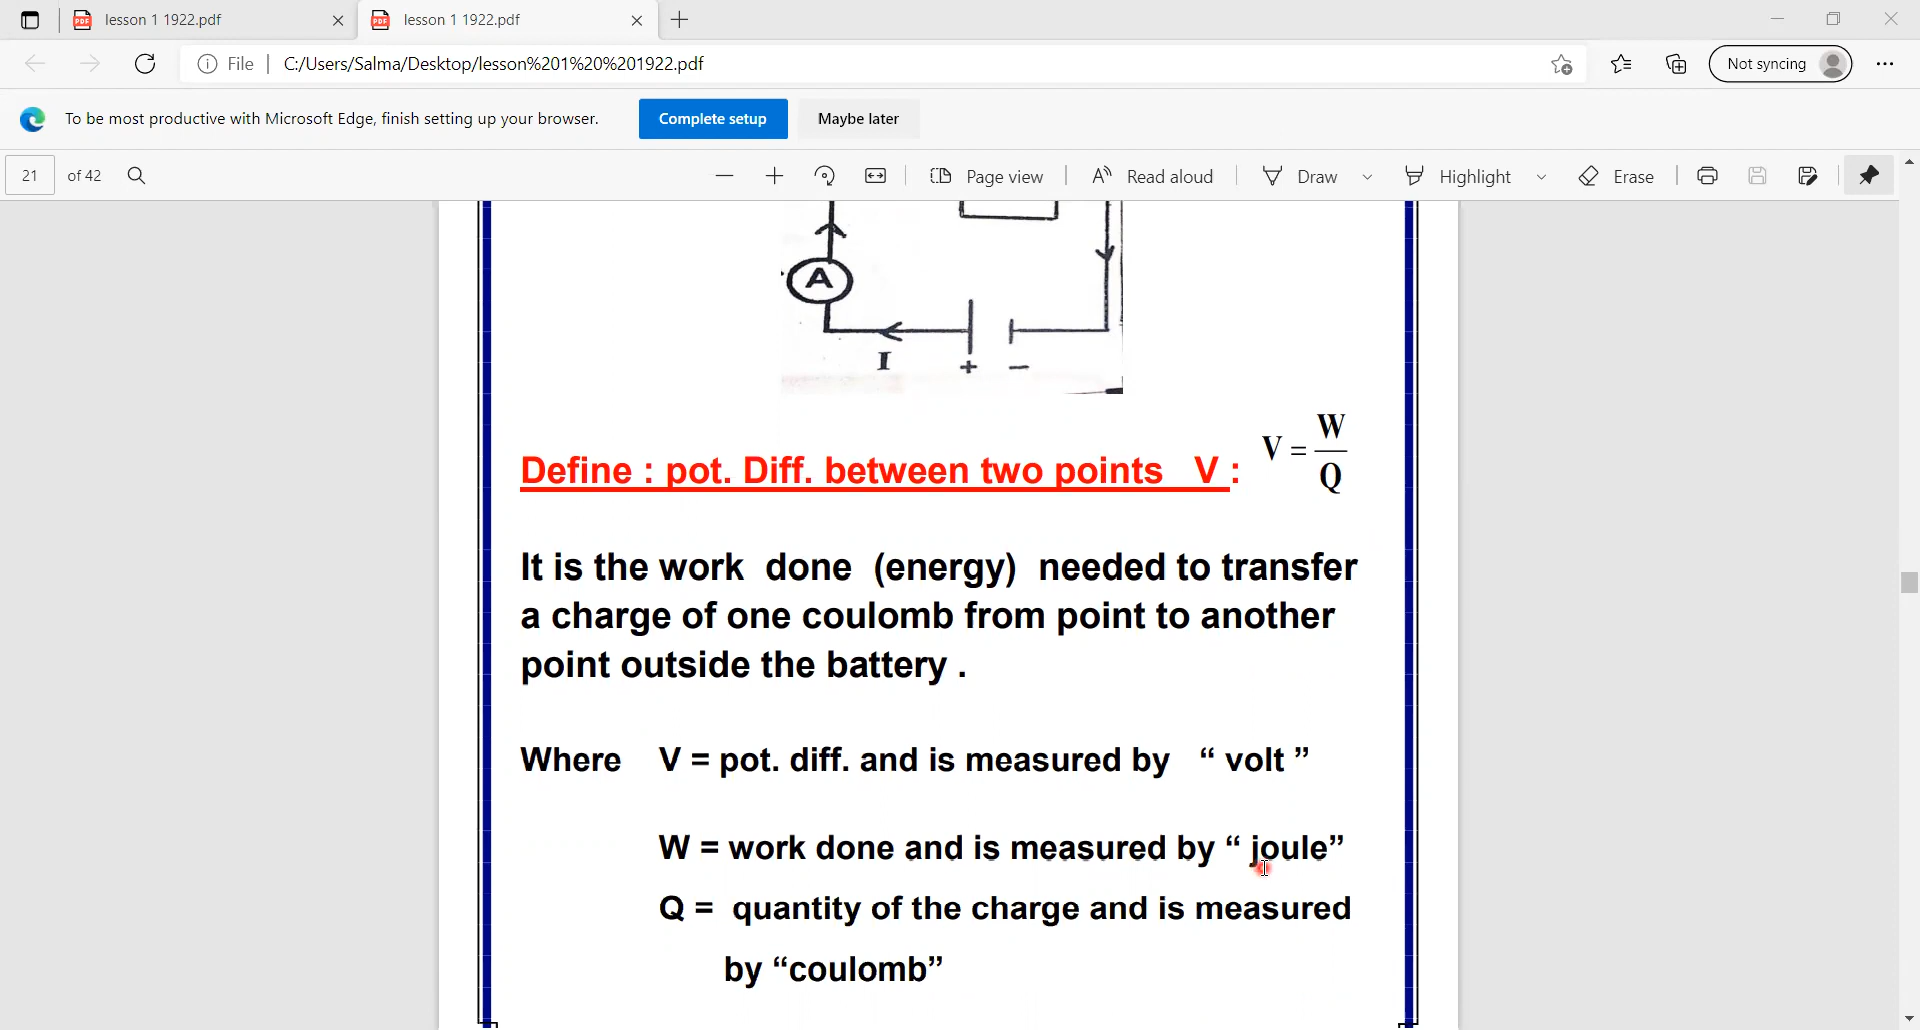 lesson 1 1922.pdf
lesson 1 1922.pdf
File
C:/Users/Salma/Desktop/lesson%201%20%201922.pdf
Not syncing
To be most productive with Microsoft Edge, finish setting up your browser.
Complete setup
Maybe later
21 of 42
Page view
Read aloud
Draw
Highlight
Erase
A
I
+ −
Define : pot. Diff. between two points V :
V = W
Q
It is the work done (energy) needed to transfer
a charge of one coulomb from point to another
point outside the battery .
Where V = pot. diff. and is measured by “ volt ”
W = work done and is measured by “ joule”
Q = quantity of the charge and is measured
by “coulomb”